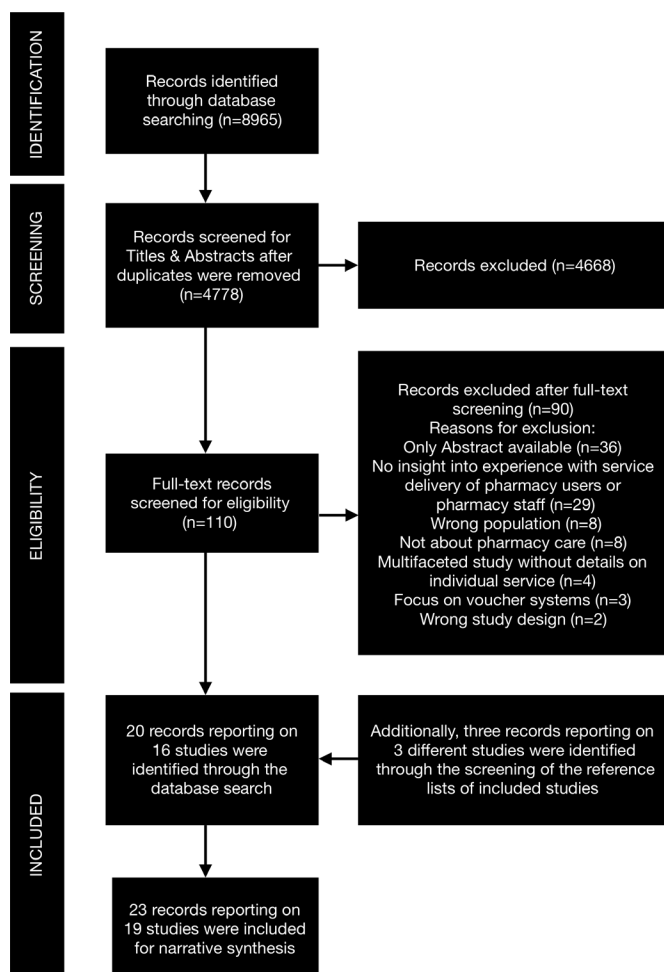 IDENTIFICATION
Records identified
through database
searching (n=8965)
SCREENING
Records screened for
Titles & Abstracts after
duplicates were removed
(n=4778)
Records excluded (n=4668)
ELIGIBILITY
Full-text records
screened for eligibility
(n=110)
Records excluded after full-text
screening (n=90)
Reasons for exclusion:
Only Abstract available (n=36)
No insight into experience with service
delivery of pharmacy users or
pharmacy staff (n=29)
Wrong population (n=8)
Not about pharmacy care (n=8)
Multifaceted study without details on
individual service (n=4)
Focus on voucher systems (n=3)
Wrong study design (n=2)
INCLUDED
20 records reporting on
16 studies were
identified through the
database search
Additionally, three records reporting on
3 different studies were identified
through the screening of the reference
lists of included studies
23 records reporting on
19 studies were included
for narrative synthesis